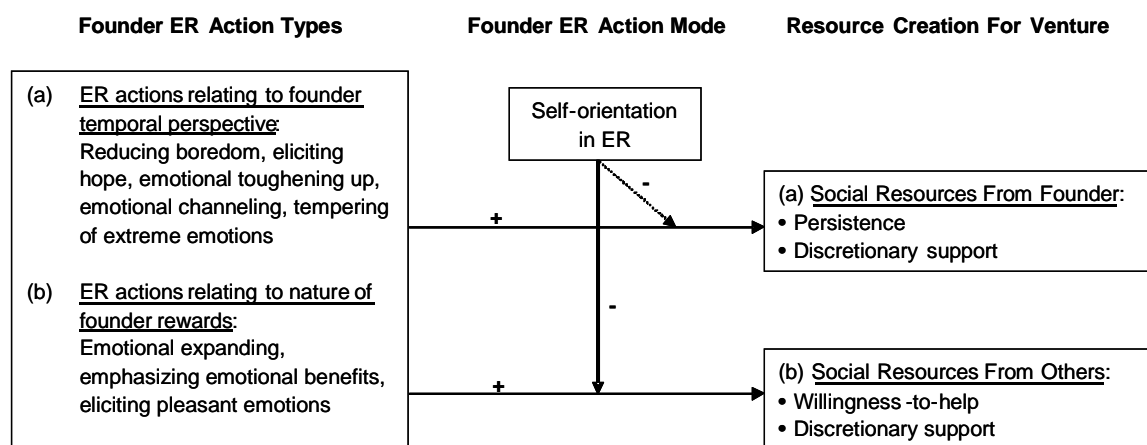 Founder ER Action Types
Founder ER Action Mode
Resource Creation For Venture
(a) ER actions relating to founder
temporal perspective:
Reducing boredom, eliciting
hope, emotional toughening up,
emotional channeling, tempering
of extreme emotions
(b) ER actions relating to nature of
founder rewards:
Emotional expanding,
emphasizing emotional benefits,
eliciting pleasant emotions
Self-orientation
in ER
-
+
-
+
(a) Social Resources From Founder:
• Persistence
• Discretionary support
(b) Social Resources From Others:
• Willingness -to-help
• Discretionary support